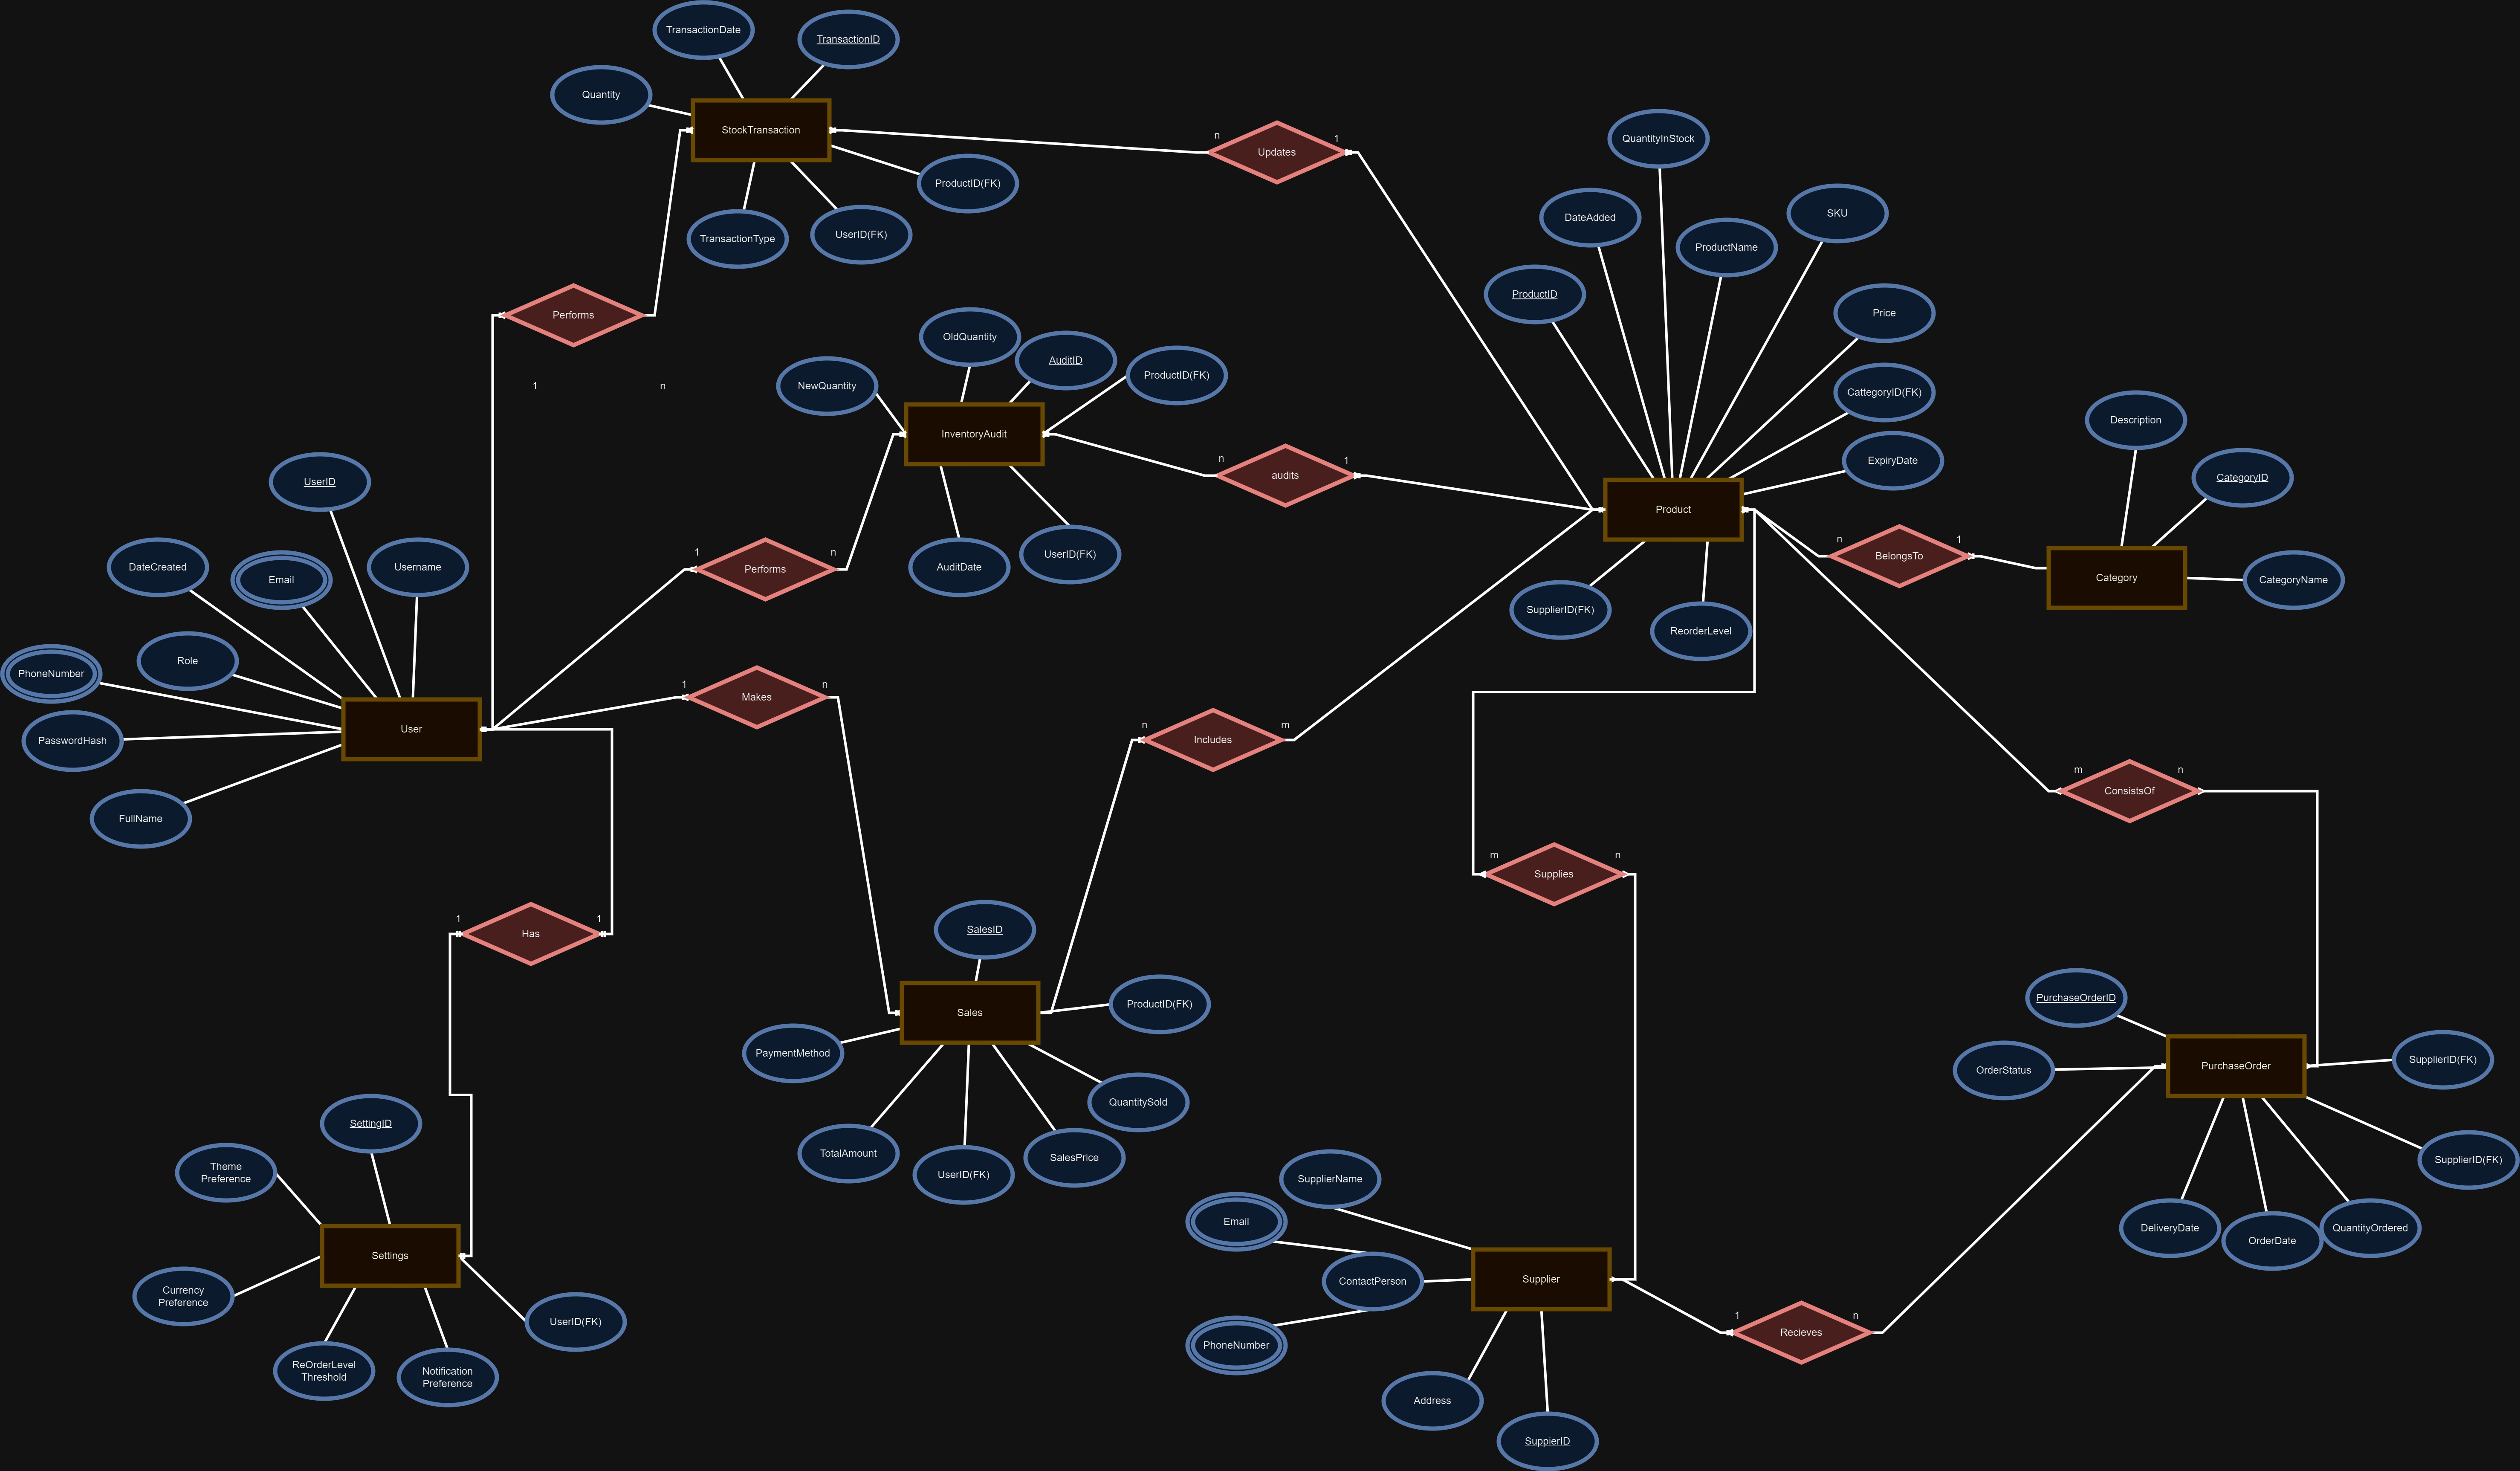 TransactionDate
TransactionID
Quantity
StockTransaction
ProductID(FK)
TransactionType
UserID(FK)
n
Updates
1
QuantityInStock
DateAdded
ProductName
SKU
ProductID
Price
CattegoryID(FK)
ExpiryDate
Product
SupplierID(FK)
ReorderLevel
Performs
1
n
OldQuantity
AuditID
ProductID(FK)
NewQuantity
InventoryAudit
AuditDate
UserID(FK)
n
audits
1
Description
CategoryID
CategoryName
Category
n
BelongsTo
1
UserID
DateCreated
Email
Username
PhoneNumber
Role
PasswordHash
User
FullName
1
Performs
n
1
Makes
n
n
Includes
m
m
ConsistsOf
n
m
Supplies
n
1
Has
1
SalesID
Sales
ProductID(FK)
PaymentMethod
QuantitySold
TotalAmount
UserID(FK)
SalesPrice
PurchaseOrderID
OrderStatus
PurchaseOrder
SupplierID(FK)
SupplierID(FK)
DeliveryDate
OrderDate
QuantityOrdered
SettingID
Theme
Preference
Settings
Currency
Preference
UserID(FK)
ReOrderLevel
Threshold
Notification
Preference
SupplierName
Email
ContactPerson
Supplier
PhoneNumber
Address
SuppierID
1
Recieves
n